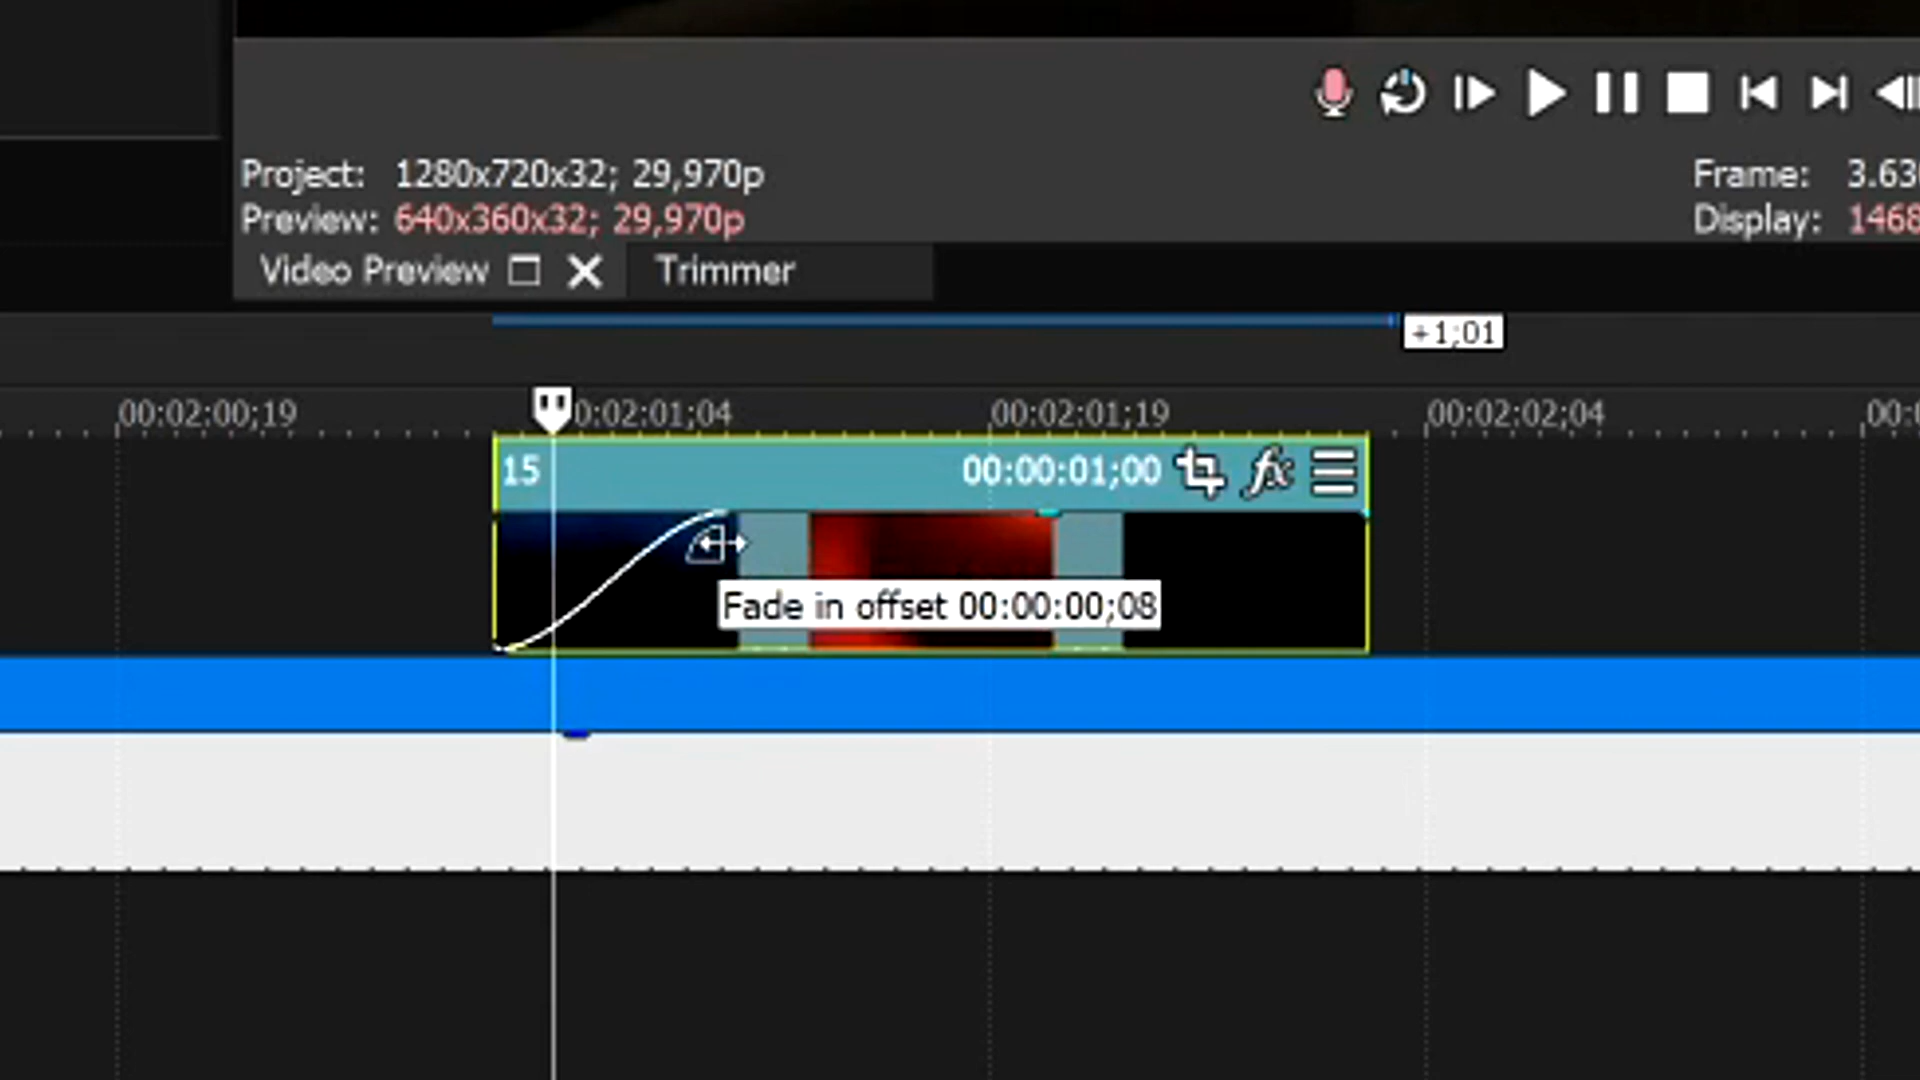 Project: 1280x720x32; 29,970p
Frame: 3.63
Preview: 640x360x32; 29,970p
Display: 1468
Video Preview
Trimmer
+1;01
00:02:00;19
0:02:01;04
00:02:01;19
00:02:02;04
00:
15
00:00:01;00
fx
Fade in offset 00:00:00;08